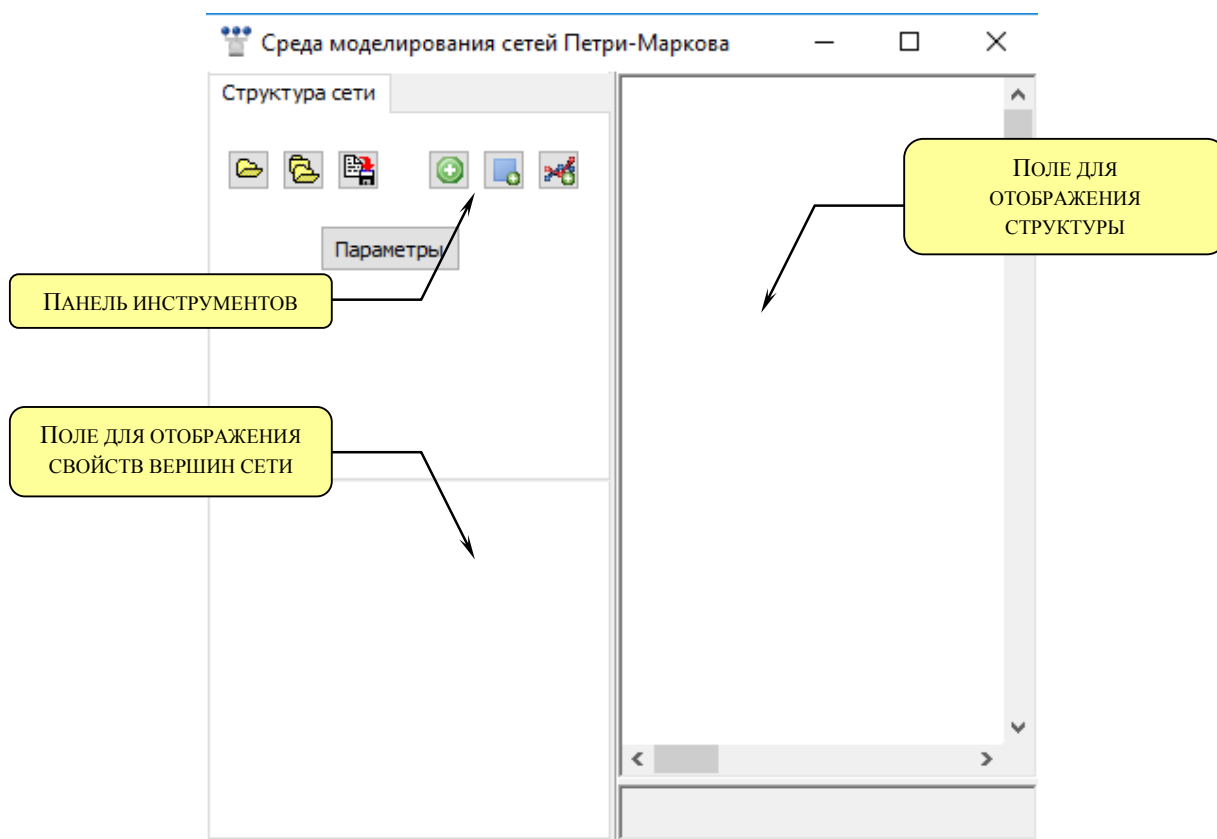 Среда моделирования сетей Петри-Маркова
Структура сети
Параметры
ПОЛЕ ДЛЯ
ОТОБРАЖЕНИЯ
СТРУКТУРЫ
ПАНЕЛЬ ИНСТРУМЕНТОВ
ПОЛЕ ДЛЯ ОТОБРАЖЕНИЯ
СВОЙСТВ ВЕРШИН СЕТИ